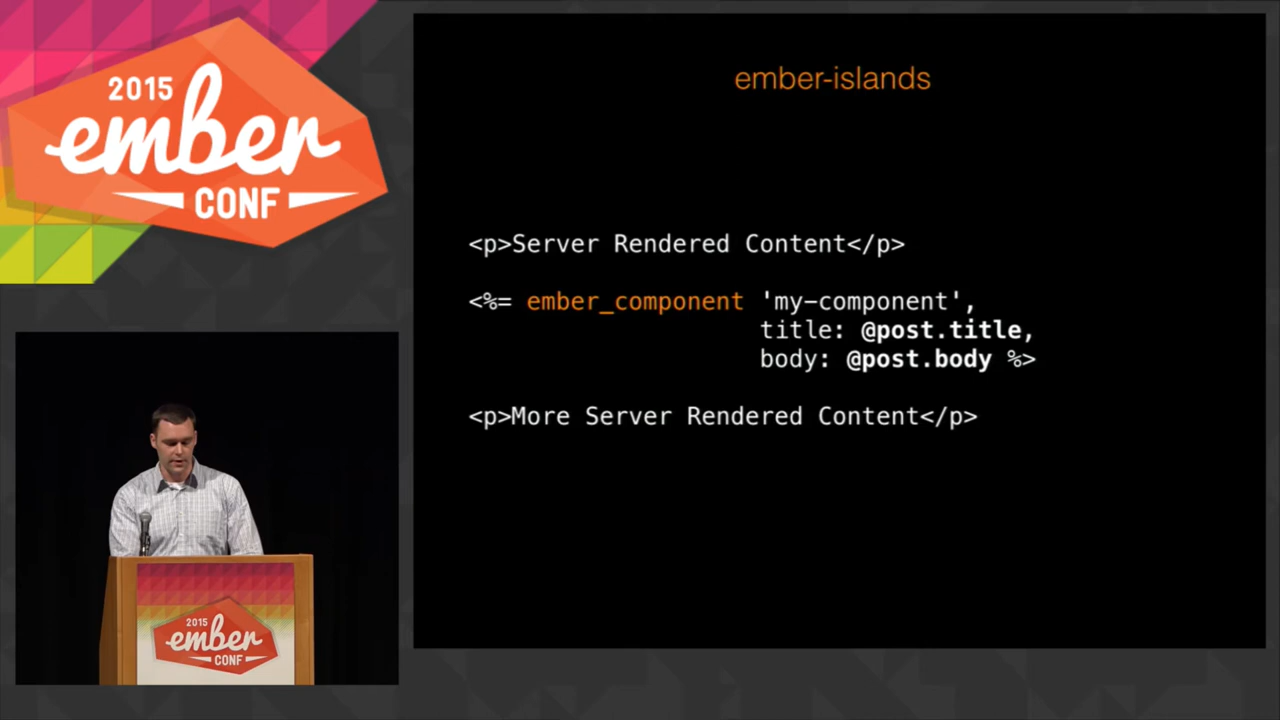 2015
ember
CONF
ember-islands
<p>Server Rendered Content</p>
<%= ember_component 'my-component',
title: @post.title,
body: @post.body %>
<p>More Server Rendered Content</p>
2015
ember
CONF